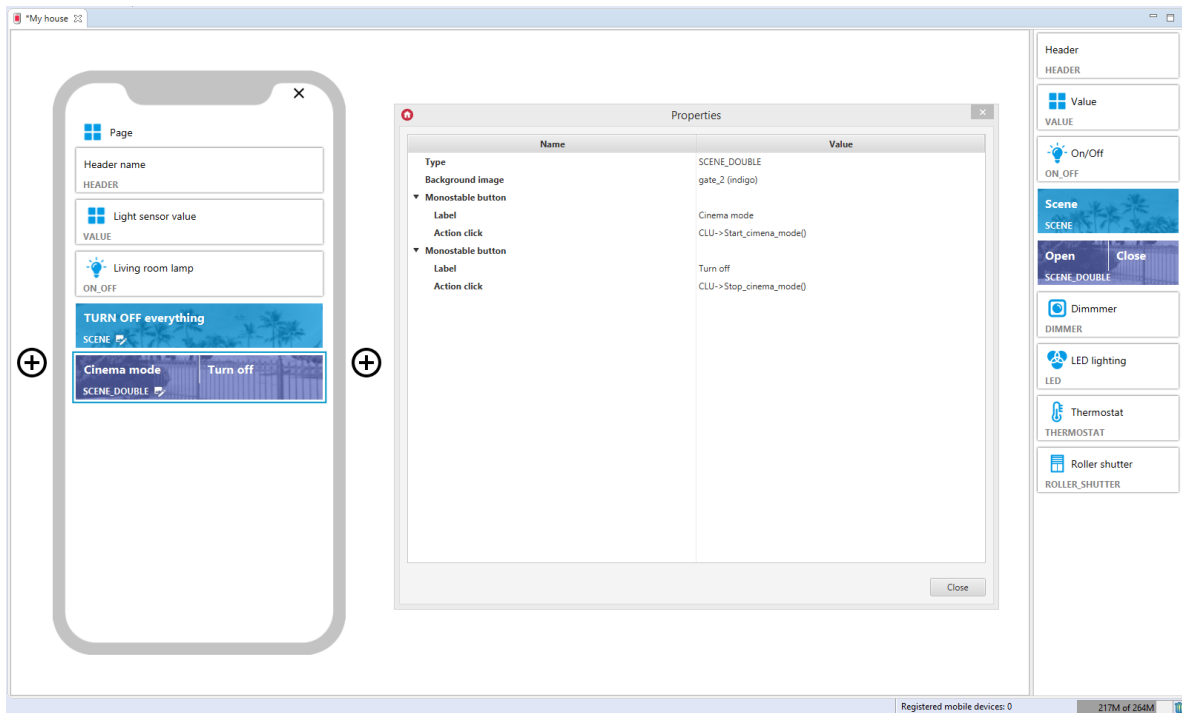 *My house
Page
Header name
HEADER
Light sensor value
VALUE
Living room lamp
ON_OFF
TURN OFF everything
SCENE
Cinema mode Turn off
SCENE_DOUBLE
Properties
Name Value
Type SCENE_DOUBLE
Background image gate_2 (indigo)
Monostable button
Label Cinema mode
Action click CLU->Start_cimena_mode()
Monostable button
Label Turn off
Action click CLU->Stop_cinema_mode()
Close
Header
HEADER
Value
VALUE
On/Off
ON_OFF
Scene
SCENE
Open Close
SCENE_DOUBLE
Dimmmer
DIMMER
LED lighting
LED
Thermostat
THERMOSTAT
Roller shutter
ROLLER_SHUTTER
Registered mobile devices: 0 217M of 264M